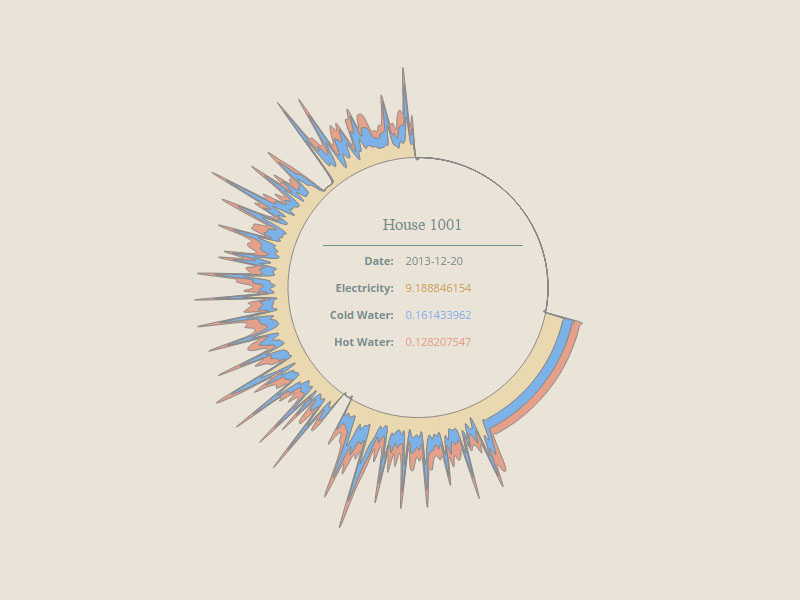 House 1001
Date: 2013-12-20
Electricity: 9.188846154
Cold Water: 0.161433962
Hot Water: 0.128207547